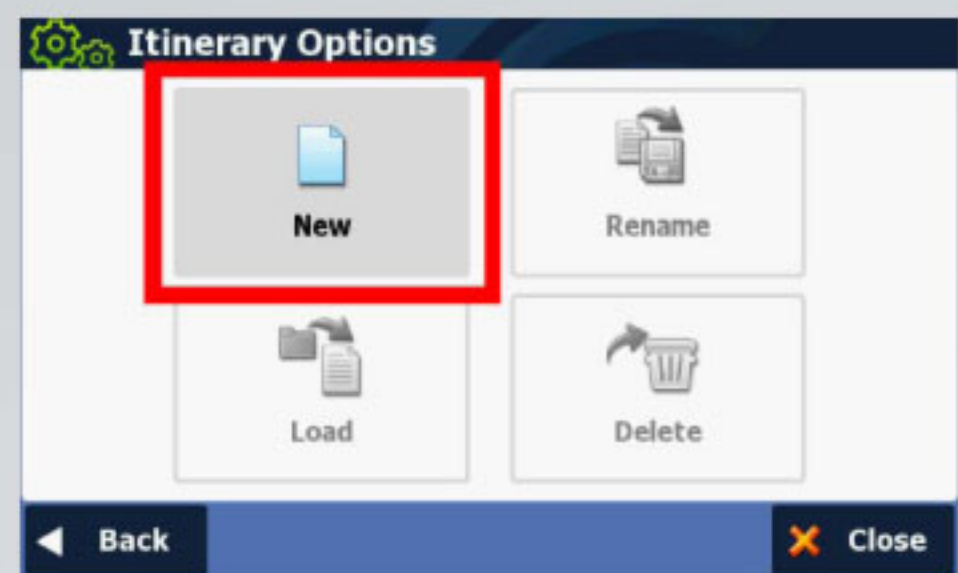 Itinerary Options
New
Rename
Load
Delete
Back
Close